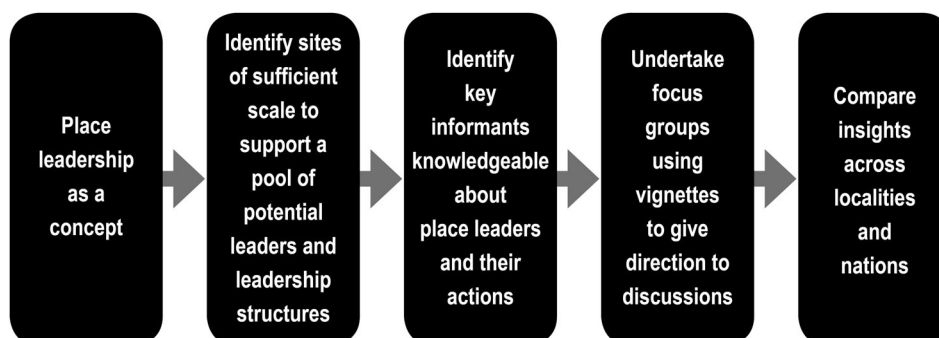 Place
leadership
as a
concept
Identify sites
of sufficient
scale to
support a
pool of
potential
leaders and
leadership
structures
Identify
key
informants
knowledgeable
about
place leaders
and their
actions
Undertake
focus
groups
using
vignettes
to give
direction to
discussions
Compare
insights
across
localities
and
nations